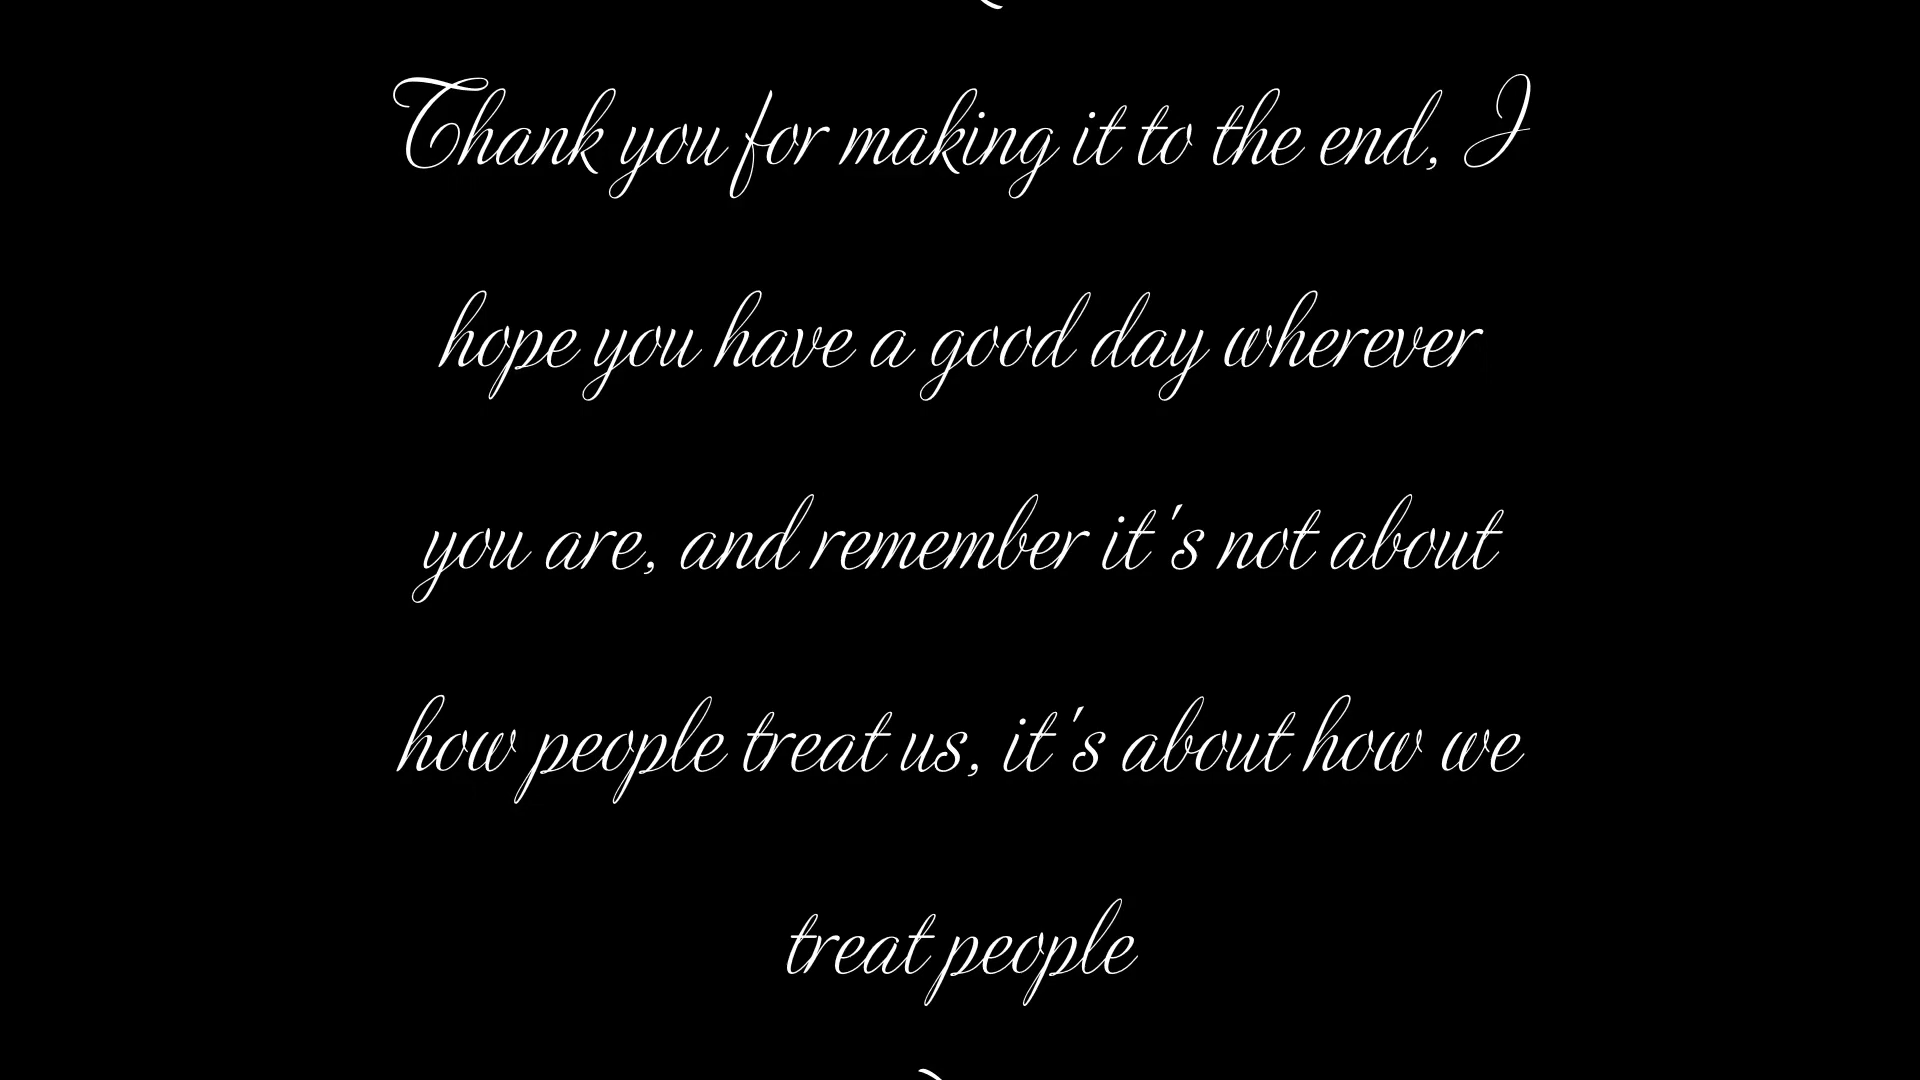 Thank you for making it to the end, I
hope you have a good day wherever
you are, and remember it's not about
how people treat us, it's about how we
treat people